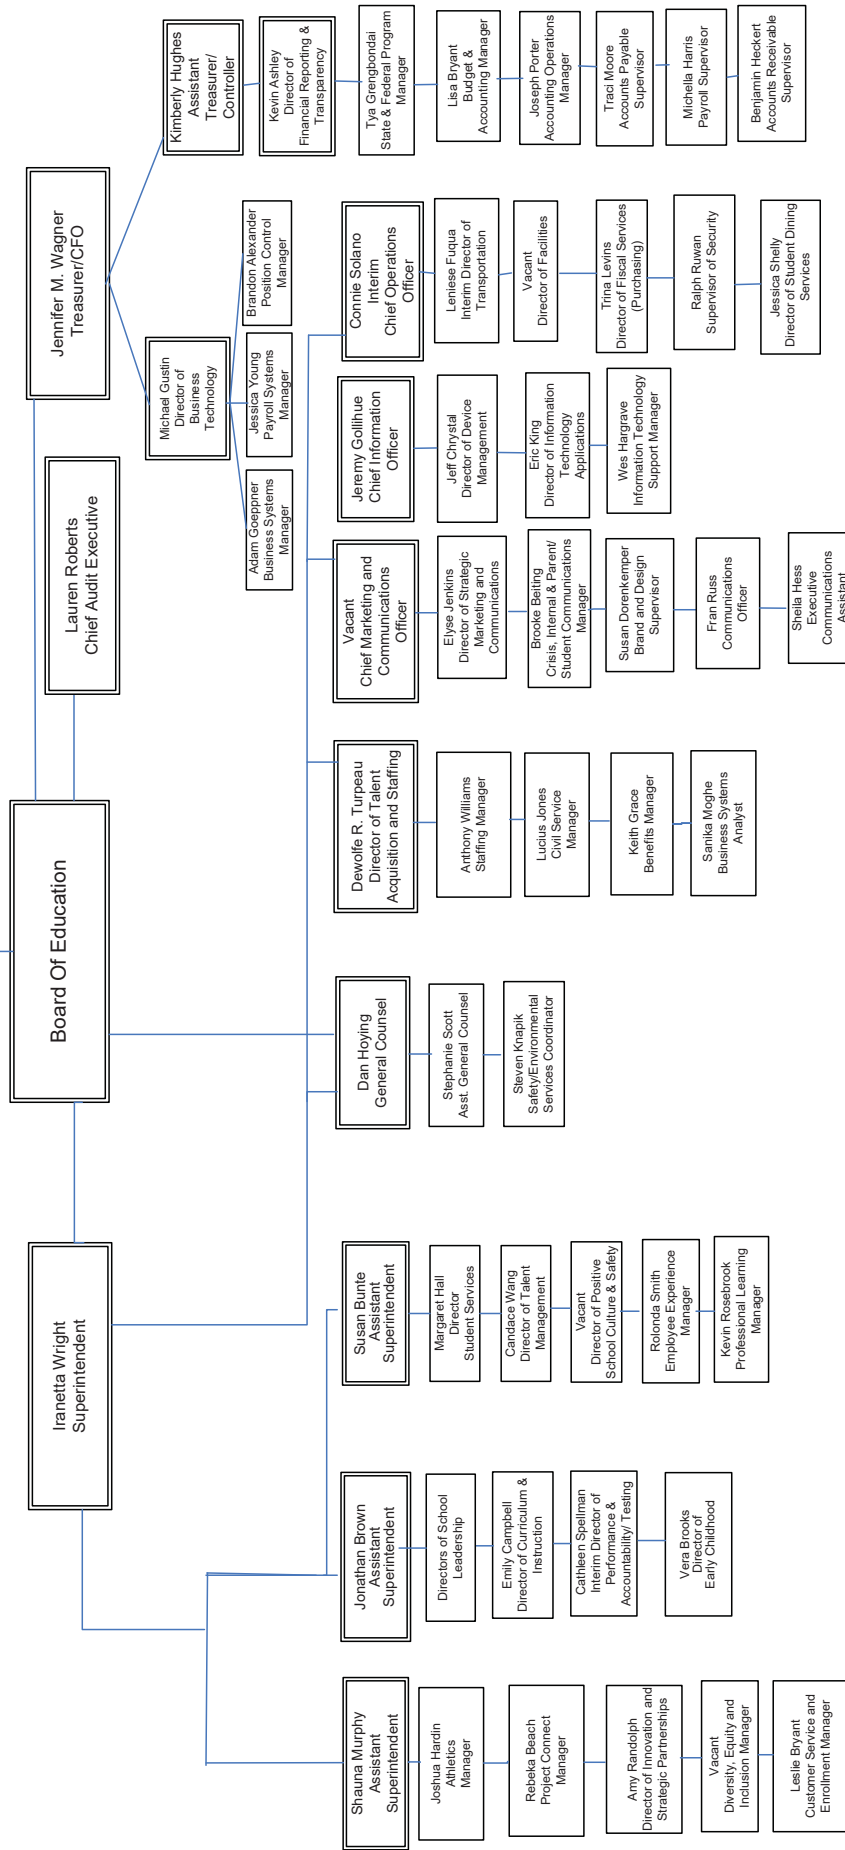 Board Of Education
Iranetta Wright
Superintendent
Lauren Roberts
Chief Audit Executive
Jennifer M. Wagner
Treasurer/CFO
Michael Gustin
Director of
Business
Technology
Adam Goeppner
Business Systems
Manager
Jessica Young
Payroll Systems
Manager
Brandon Alexander
Position Control
Manager
Kimberly Hughes
Assistant
Treasurer/
Controller
Kevin Ashley
Director of
Financial Reporting &
Transparency
Tya Grengbondai
State & Federal Program
Manager
Lisa Bryant
Budget &
Accounting Manager
Joseph Porter
Accounting Operations
Manager
Traci Moore
Accounts Payable
Supervisor
Michella Harris
Payroll Supervisor
Benjamin Heckert
Accounts Receivable
Supervisor
Shauna Murphy
Assistant
Superintendent
Joshua Hardin
Athletics
Manager
Rebeka Beach
Project Connect
Manager
Amy Randolph
Director of Innovation and
Strategic Partnerships
Vacant
Diversity, Equity and
Inclusion Manager
Leslie Bryant
Customer Service and
Enrollment Manager
Jonathan Brown
Assistant
Superintendent
Directors of School
Leadership
Emily Campbell
Director of Curriculum &
Instruction
Cathleen Spellman
Interim Director of
Performance &
Accountability/ Testing
Vera Brooks
Director of
Early Childhood
Susan Bunte
Assistant
Superintendent
Margaret Hall
Director
Student Services
Candace Wang
Director of Talent
Management
Vacant
Director of Positive
School Culture & Safety
Rolonda Smith
Employee Experience
Manager
Kevin Rosebrook
Professional Learning
Manager
Dan Hoying
General Counsel
Stephanie Scott
Asst. General Counsel
Steven Knapik
Safety/Environmental
Services Coordinator
Dewolfe R. Turpeau
Director of Talent
Acquisition and Staffing
Anthony Williams
Staffing Manager
Lucius Jones
Civil Service
Manager
Keith Grace
Benefits Manager
Sanika Moghe
Business Systems
Analyst
Vacant
Chief Marketing and
Communications
Officer
Elyse Jenkins
Director of Strategic
Marketing and
Communications
Brooke Beiting
Crisis, Internal & Parent/
Student Communications
Manager
Susan Dorenkemper
Brand and Design
Supervisor
Fran Russ
Communications
Officer
Sheila Hess
Executive
Communications
Assistant
Jeremy Gollihue
Chief Information
Officer
Jeff Chrystal
Director of Device
Management
Eric King
Director of Information
Technology
Applications
Wes Hargrave
Information Technology
Support Manager
Connie Solano
Interim
Chief Operations
Officer
Leniese Fuqua
Interim Director of
Transportation
Vacant
Director of Facilities
Trina Levins
Director of Fiscal Services
(Purchasing)
Ralph Ruwan
Supervisor of Security
Jessica Shelly
Director of Student Dining
Services